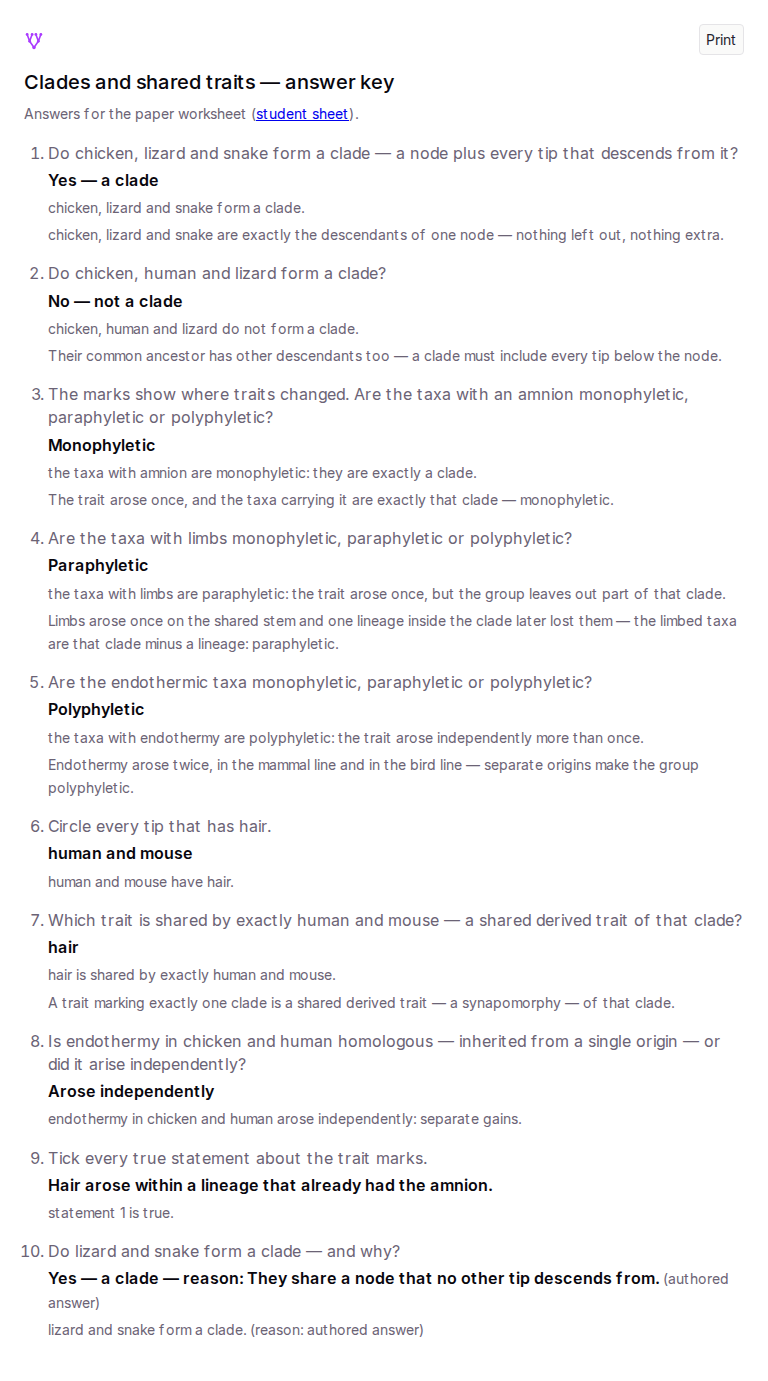 Print
Clades and shared traits — answer key
Answers for the paper worksheet (student sheet).
1. Do chicken, lizard and snake form a clade — a node plus every tip that descends from it?
Yes — a clade
chicken, lizard and snake form a clade.
chicken, lizard and snake are exactly the descendants of one node — nothing left out, nothing extra.
2. Do chicken, human and lizard form a clade?
No — not a clade
chicken, human and lizard do not form a clade.
Their common ancestor has other descendants too — a clade must include every tip below the node.
3. The marks show where traits changed. Are the taxa with an amnion monophyletic,
paraphyletic or polyphyletic?
Monophyletic
the taxa with amnion are monophyletic: they are exactly a clade.
The trait arose once, and the taxa carrying it are exactly that clade — monophyletic.
4. Are the taxa with limbs monophyletic, paraphyletic or polyphyletic?
Paraphyletic
the taxa with limbs are paraphyletic: the trait arose once, but the group leaves out part of that clade.
Limbs arose once on the shared stem and one lineage inside the clade later lost them — the limbed taxa
are that clade minus a lineage: paraphyletic.
5. Are the endothermic taxa monophyletic, paraphyletic or polyphyletic?
Polyphyletic
the taxa with endothermy are polyphyletic: the trait arose independently more than once.
Endothermy arose twice, in the mammal line and in the bird line — separate origins make the group
polyphyletic.
6. Circle every tip that has hair.
human and mouse
human and mouse have hair.
7. Which trait is shared by exactly human and mouse — a shared derived trait of that clade?
hair
hair is shared by exactly human and mouse.
A trait marking exactly one clade is a shared derived trait — a synapomorphy — of that clade.
8. Is endothermy in chicken and human homologous — inherited from a single origin — or
did it arise independently?
Arose independently
endothermy in chicken and human arose independently: separate gains.
9. Tick every true statement about the trait marks.
Hair arose within a lineage that already had the amnion.
statement 1 is true.
10. Do lizard and snake form a clade — and why?
Yes — a clade — reason: They share a node that no other tip descends from. (authored
answer)
lizard and snake form a clade. (reason: authored answer)